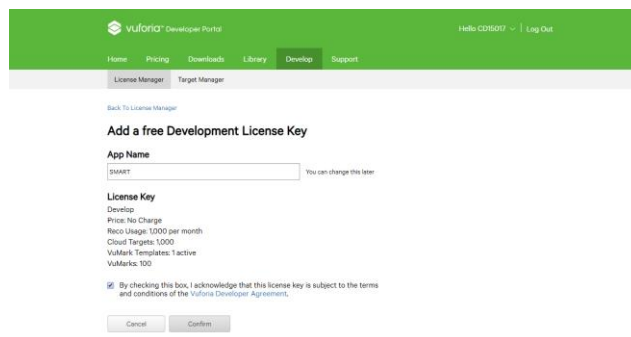 vuforia™ Developer Portal
Hello CD15017 | Log Out
Home Pricing Downloads Library Develop Support
License Manager Target Manager
Back To License Manager
Add a free Development License Key
App Name
SMART You can change this later
License Key
Develop
Price: No Charge
Reco Usage: 1,000 per month
Cloud Targets: 1,000
VuMark Templates: 1 active
VuMarks: 100
By checking this box, I acknowledge that this license key is subject to the terms
and conditions of the Vuforia Developer Agreement.
Cancel Confirm